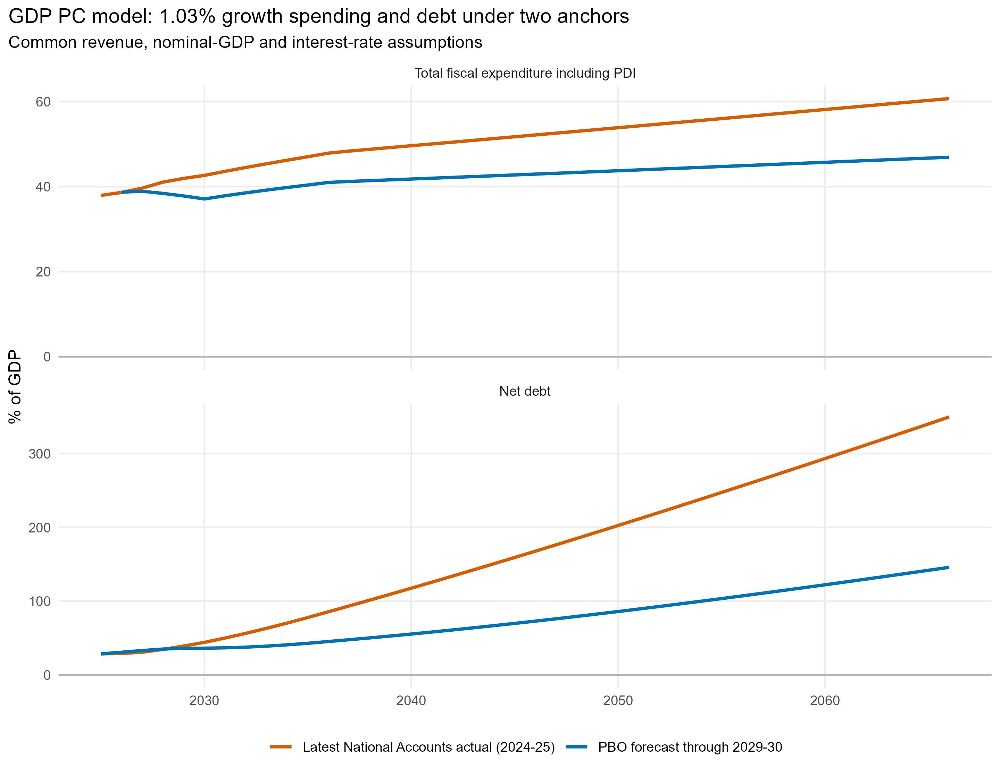 GDP PC model: 1.03% growth spending and debt under two anchors
Common revenue, nominal-GDP and interest-rate assumptions
Total fiscal expenditure including PDI
60
40
20
0
% of GDP
Net debt
300
200
100
0
2030 2040 2050 2060
Latest National Accounts actual (2024-25) PBO forecast through 2029-30